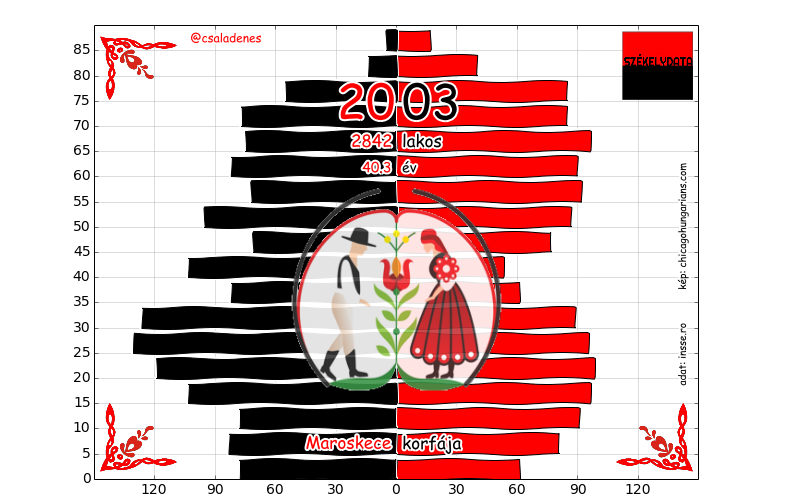 @csaladenes
SZÉKELYDATA
2003
2842 lakos
40.3 év
kép: chicagohungarians.com
adat: insse.ro
Maroskece korfája
85
80
75
70
65
60
55
50
45
40
35
30
25
20
15
10
5
0
120 90 60 30 0 30 60 90 120